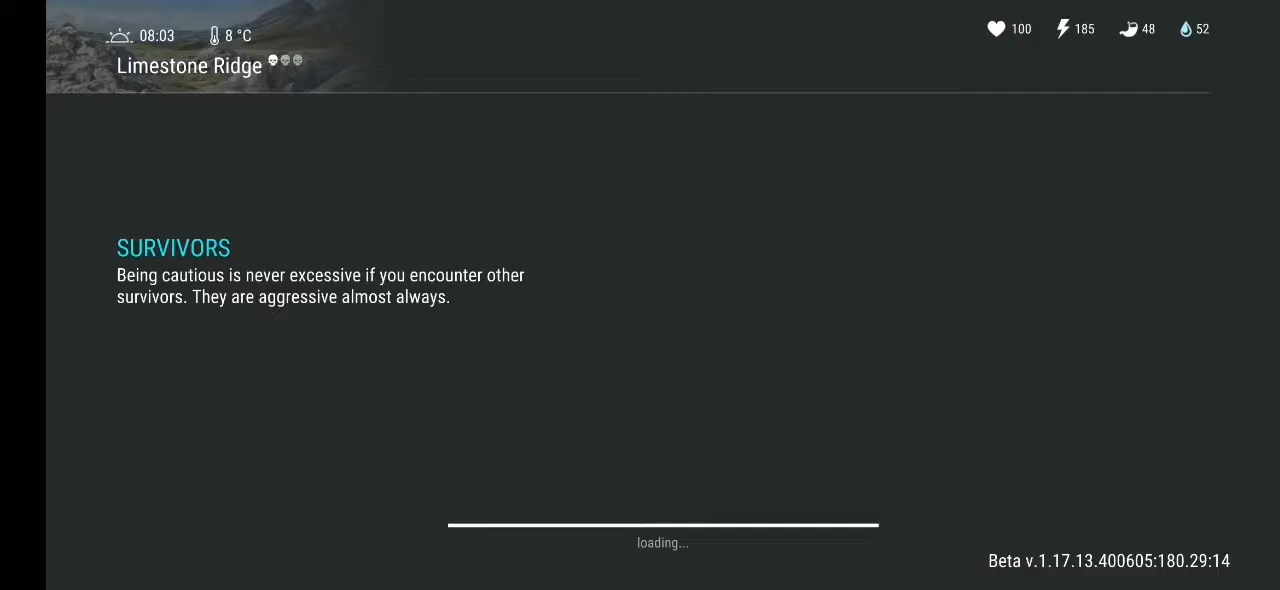 08:03 8 °C
100 185 48 52
Limestone Ridge
SURVIVORS
Being cautious is never excessive if you encounter other
survivors. They are aggressive almost always.
loading...
Beta v.1.17.13.400605:180.29:14